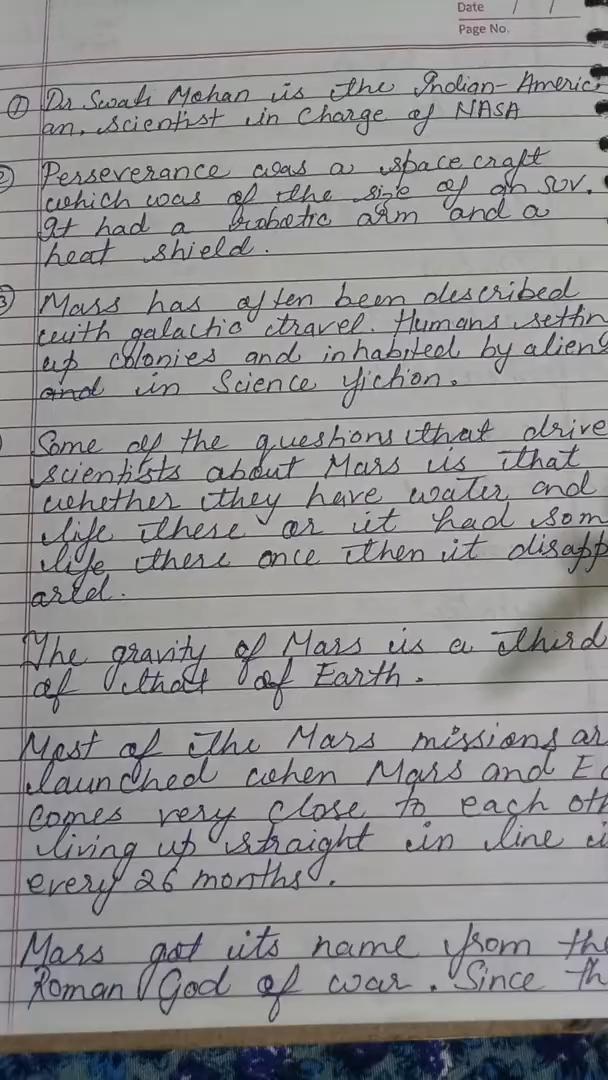 Date / /
Page No.
① Dr. Swati Mohan is the Indian-Americ
an, scientist in Charge of NASA
② Perseverance was a space craft
which was of the size of an SUV.
It had a robotic arm and a
heat shield.
③ Mass has often been described
with galactic travel. Humans settin
up colonies and inhabited by aliens
and in Science fiction.
Some of the questions that drive
scientists about Mars is that
whether they have water and
life there or it had som
life there once then it disapp
ared.
The gravity of Mars is a third
of that of Earth.
Most of the Mars missions ar
launched when Mars and Ea
comes very close to each oth
living up straight in line i
every 26 months.
Mass got its name from the
Roman God of war. Since th